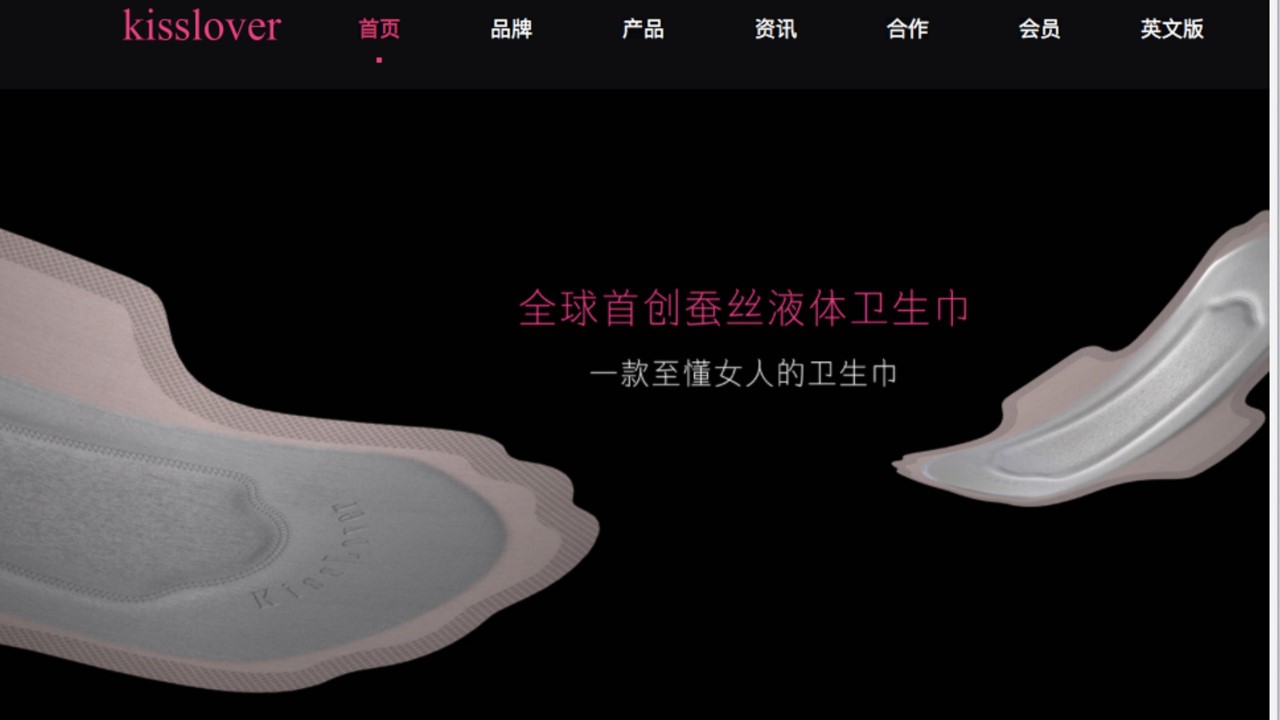 kisslover 首页 品牌 产品 资讯 合作 会员 英文版
全球首创蚕丝液体卫生巾
一款至懂女人的卫生巾